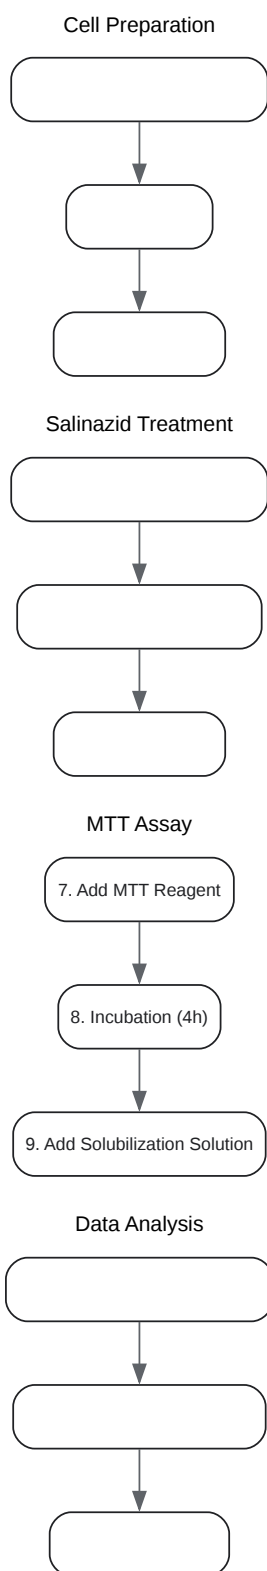 Cell Preparation
Salinazid Treatment
MTT Assay
7. Add MTT Reagent
8. Incubation (4h)
9. Add Solubilization Solution
Data Analysis